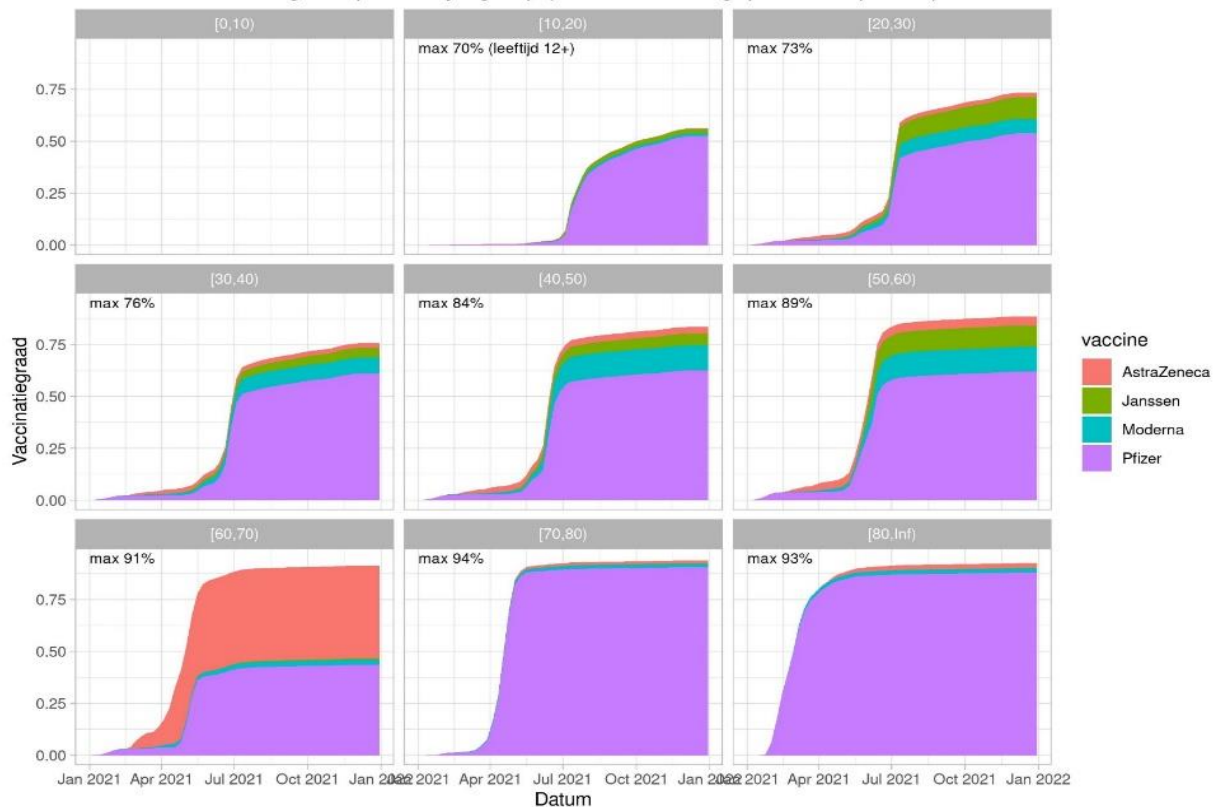 [0,10)
[10,20)
[20,30)
max 70% (leeftijd 12+)
max 73%
0.75
0.50
0.25
0.00
[30,40)
[40,50)
[50,60)
max 76%
max 84%
max 89%
0.75
0.50
0.25
0.00
Vaccinatiegraad
vaccine
AstraZeneca
Janssen
Moderna
Pfizer
[60,70)
[70,80)
[80,Inf)
max 91%
max 94%
max 93%
0.75
0.50
0.25
0.00
Jan 2021 Apr 2021 Jul 2021 Oct 2021 Jan 2022
Jan 2021 Apr 2021 Jul 2021 Oct 2021 Jan 2022
Jan 2021 Apr 2021 Jul 2021 Oct 2021 Jan 2022
Datum